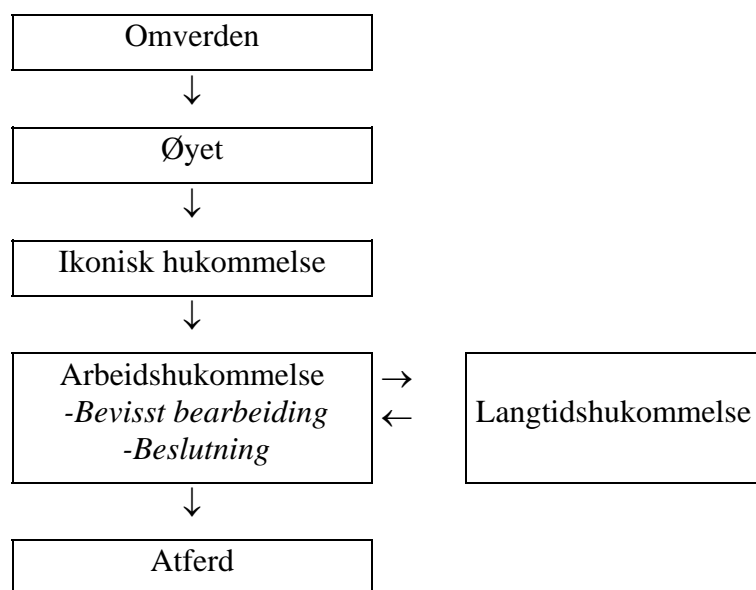 Omverden
↓
Øyet
↓
Ikonisk hukommelse
↓
Arbeidshukommelse →
-Bevisst bearbeiding ← Langtidshukommelse
-Beslutning
↓
Atferd